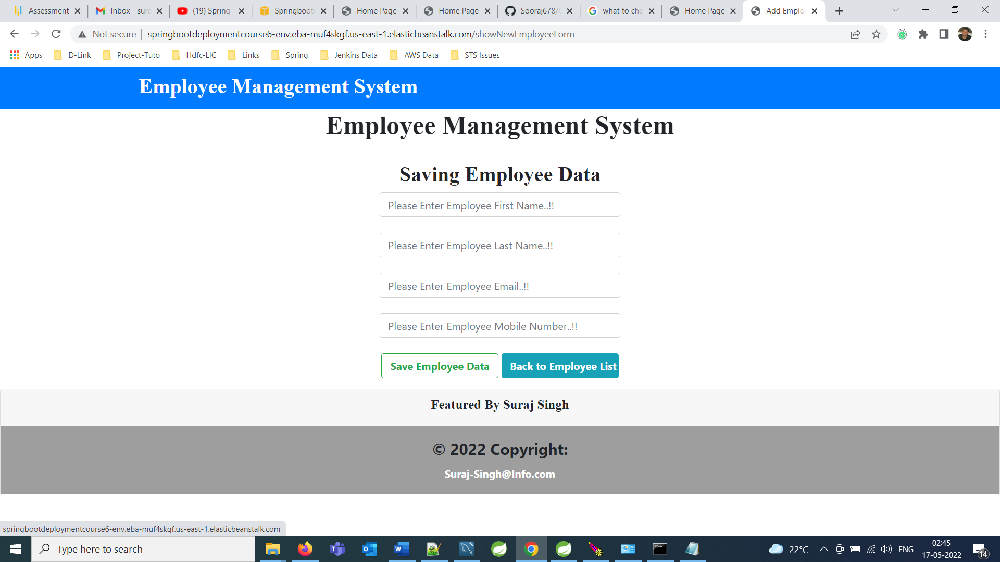 Assessment
Inbox - sura
(19) Spring
Springboot
Home Page
Home Page
Sooraj678/
what to cho
Home Page
Add Emplo
Not secure
springbootdeploymentcourse6-env.eba-muf4skgf.us-east-1.elasticbeanstalk.com/showNewEmployeeForm
Apps
D-Link
Project-Tuto
Hdfc-LIC
Links
Spring
Jenkins Data
AWS Data
STS Issues
Employee Management System
Employee Management System
Saving Employee Data
Please Enter Employee First Name..!!
Please Enter Employee Last Name..!!
Please Enter Employee Email..!!
Please Enter Employee Mobile Number..!!
Save Employee Data
Back to Employee List
Featured By Suraj Singh
© 2022 Copyright:
Suraj-Singh@Info.com
springbootdeploymentcourse6-env.eba-muf4skgf.us-east-1.elasticbeanstalk.com
Type here to search
22°C
ENG
02:45
17-05-2022
14